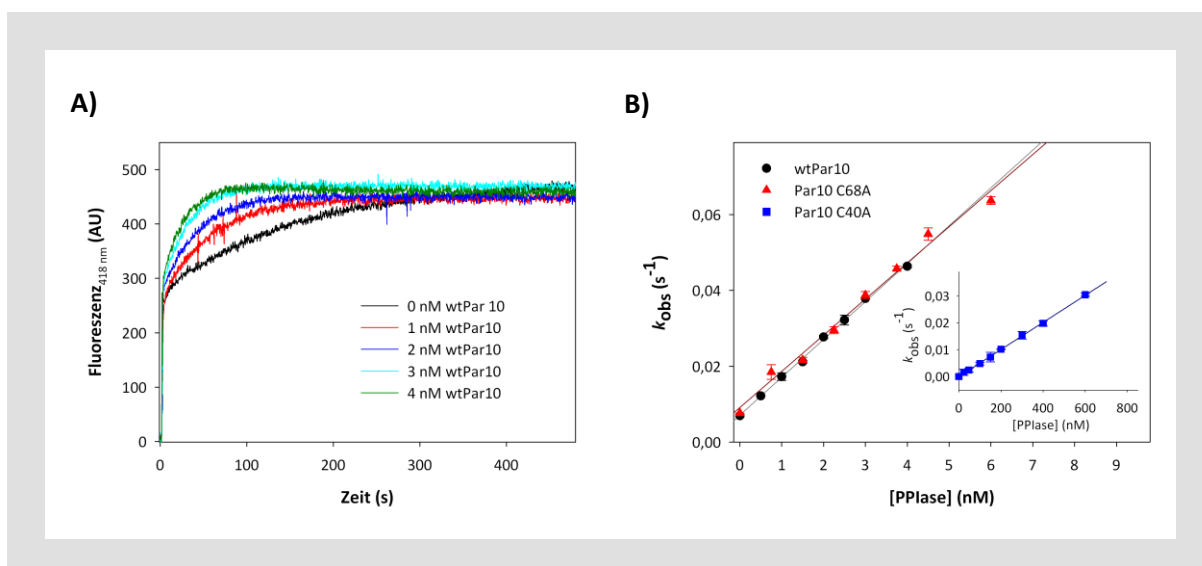 A)
B)
500
400
300
200
100
0
Fluoreszenz418 nm (AU)
0 nM wtPar 10
1 nM wtPar10
2 nM wtPar10
3 nM wtPar10
4 nM wtPar10
0
100
200
300
400
Zeit (s)
wtPar10
Par10 C68A
Par10 C40A
0,06
0,04
0,02
0,00
kobs (s-1)
0
1
2
3
4
5
6
7
8
9
[PPIase] (nM)
0,03
0,02
0,01
0,00
kobs (s-1)
0
200
400
600
800
[PPIase] (nM)